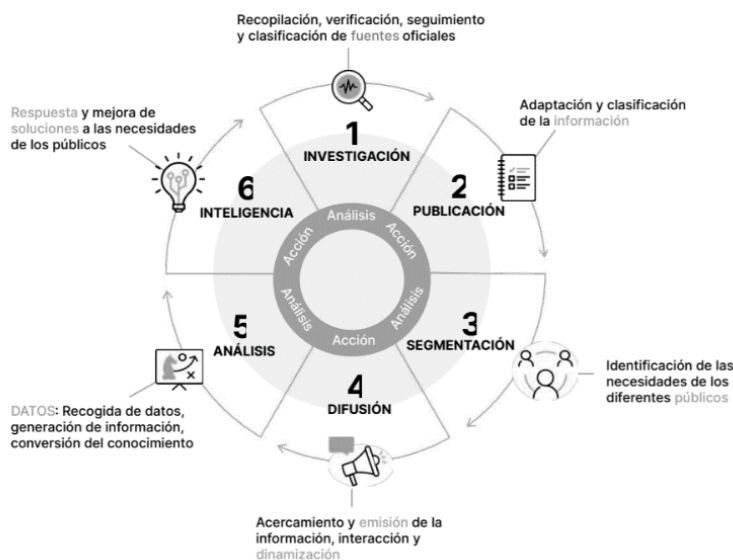 Recopilación, verificación, seguimiento
y clasificación de fuentes oficiales
1
INVESTIGACIÓN
Adaptación y clasificación
de la información
2
PUBLICACIÓN
Identificación de las
necesidades de los
diferentes públicos
3
SEGMENTACIÓN
Acercamiento y emisión de la
información, interacción y
dinamización
4
DIFUSIÓN
DATOS: Recogida de datos,
generación de información,
conversión del conocimiento
5
ANÁLISIS
Respuesta y mejora de
soluciones a las necesidades
de los públicos
6
INTELIGENCIA
Análisis
Acción
Análisis
Acción
Análisis
Acción